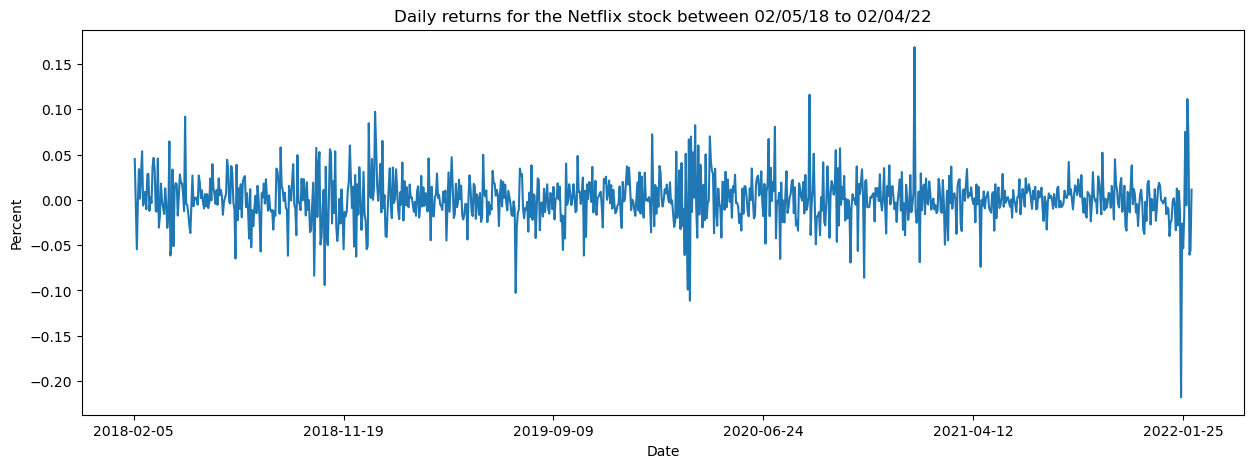 Daily returns for the Netflix stock between 02/05/18 to 02/04/22
Percent
0.15
0.10
0.05
0.00
−0.05
−0.10
−0.15
−0.20
2018-02-05 2018-11-19 2019-09-09 2020-06-24 2021-04-12 2022-01-25
Date